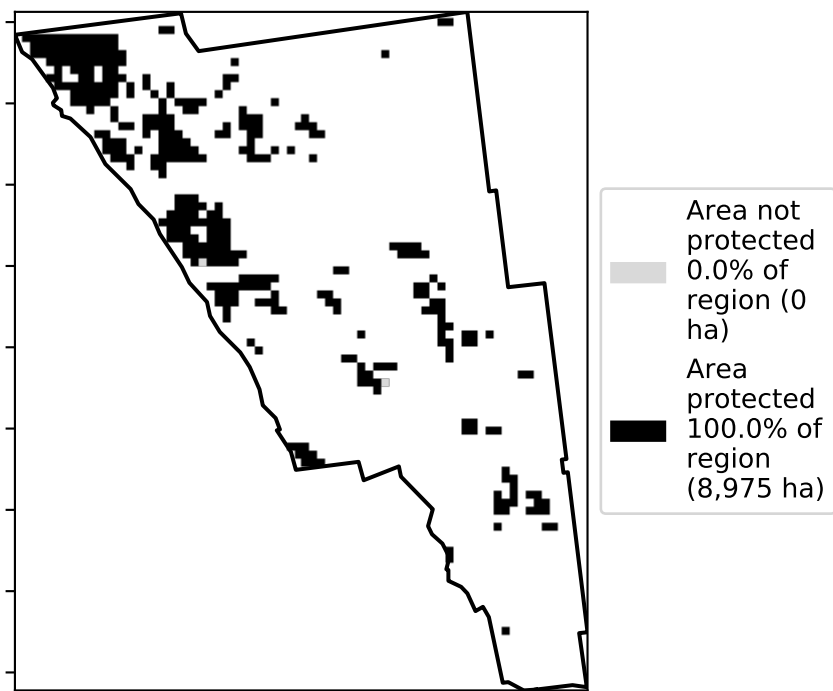 Area not
protected
0.0% of
region (0
ha)
Area
protected
100.0% of
region
(8,975 ha)